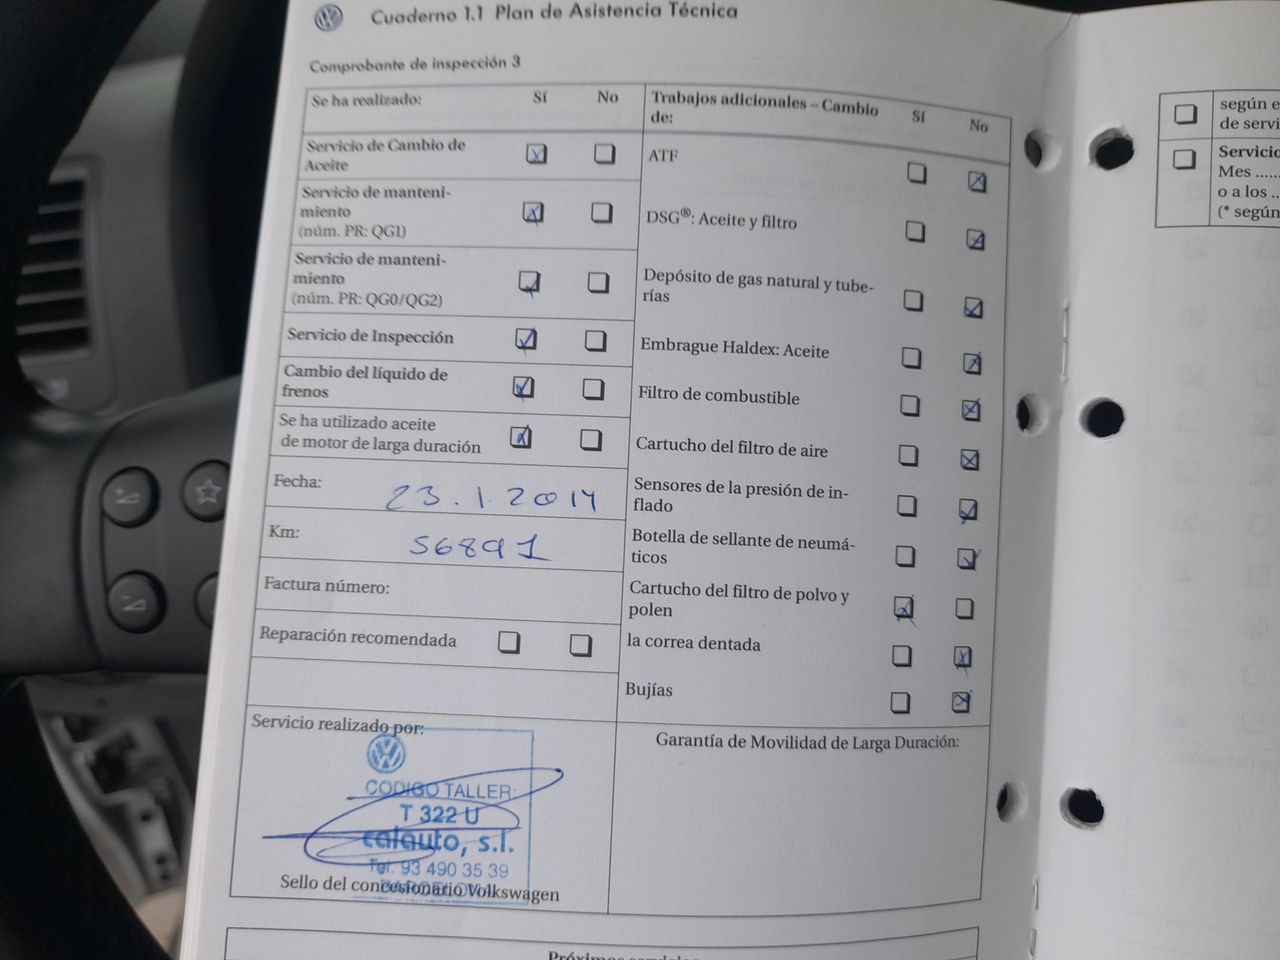 Cuaderno 1.1 Plan de Asistencia Técnica
Comprobante de inspección 3
Se ha realizado: Sí No
Servicio de Cambio de
Aceite
Servicio de manteni-
miento
(núm. PR: QG1)
Servicio de manteni-
miento
(núm. PR: QG0/QG2)
Servicio de Inspección
Cambio del líquido de
frenos
Se ha utilizado aceite
de motor de larga duración
Fecha: 23.1.2014
Km: 56891
Factura número:
Reparación recomendada
Servicio realizado por:
CODIGO TALLER:
T 322 U
calauto, s.l.
Tel. 93 490 35 39
Sello del concesionario Volkswagen
Trabajos adicionales – Cambio
de: Sí No
ATF
DSG®: Aceite y filtro
Depósito de gas natural y tube-
rías
Embrague Haldex: Aceite
Filtro de combustible
Cartucho del filtro de aire
Sensores de la presión de in-
flado
Botella de sellante de neumá-
ticos
Cartucho del filtro de polvo y
polen
la correa dentada
Bujías
Garantía de Movilidad de Larga Duración:
según e
de servi
Servicio
Mes ......
o a los ..
(* según